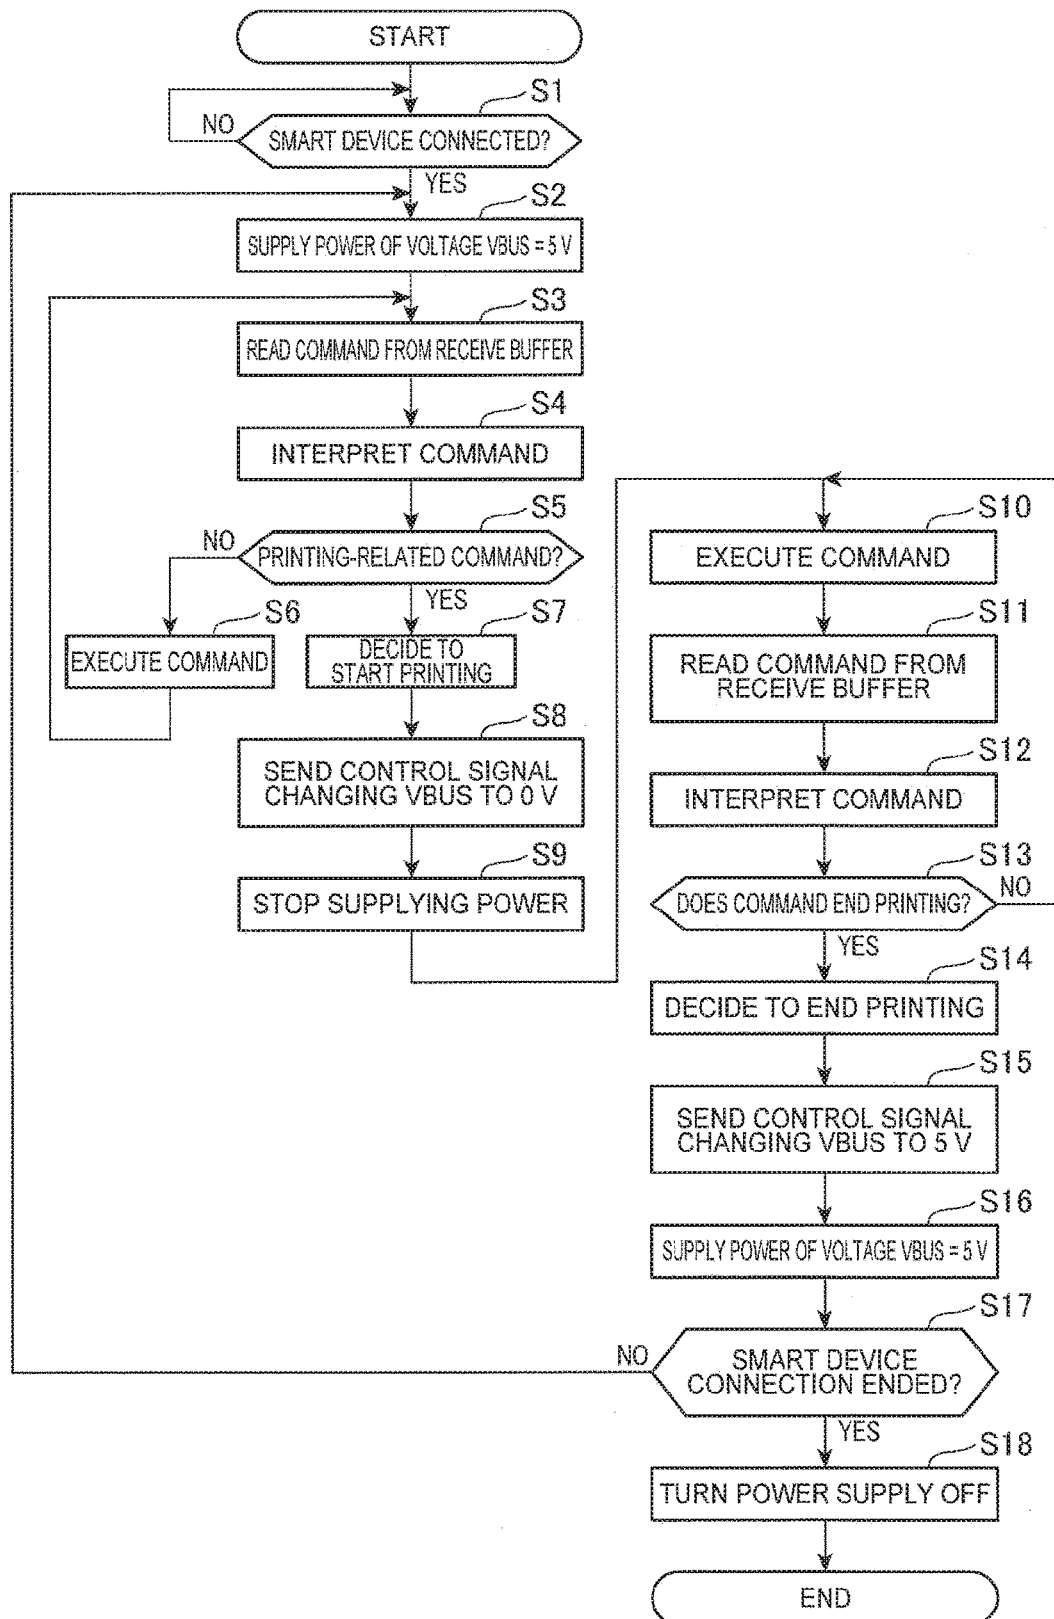 START
S1
NO
SMART DEVICE CONNECTED?
YES
S2
SUPPLY POWER OF VOLTAGE VBUS = 5 V
S3
READ COMMAND FROM RECEIVE BUFFER
S4
INTERPRET COMMAND
S5
NO
PRINTING-RELATED COMMAND?
YES
S6
EXECUTE COMMAND
S7
DECIDE TO
START PRINTING
S8
SEND CONTROL SIGNAL
CHANGING VBUS TO 0 V
S9
STOP SUPPLYING POWER
S10
EXECUTE COMMAND
S11
READ COMMAND FROM
RECEIVE BUFFER
S12
INTERPRET COMMAND
S13
DOES COMMAND END PRINTING?
NO
YES
S14
DECIDE TO END PRINTING
S15
SEND CONTROL SIGNAL
CHANGING VBUS TO 5 V
S16
SUPPLY POWER OF VOLTAGE VBUS = 5 V
S17
NO
SMART DEVICE
CONNECTION ENDED?
YES
S18
TURN POWER SUPPLY OFF
END